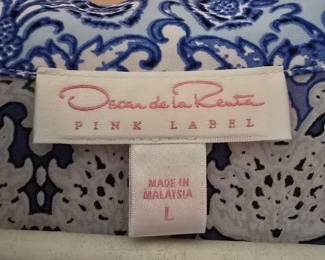 Oscar de la Renta
PINK LABEL
MADE IN
MALAYSIA
L